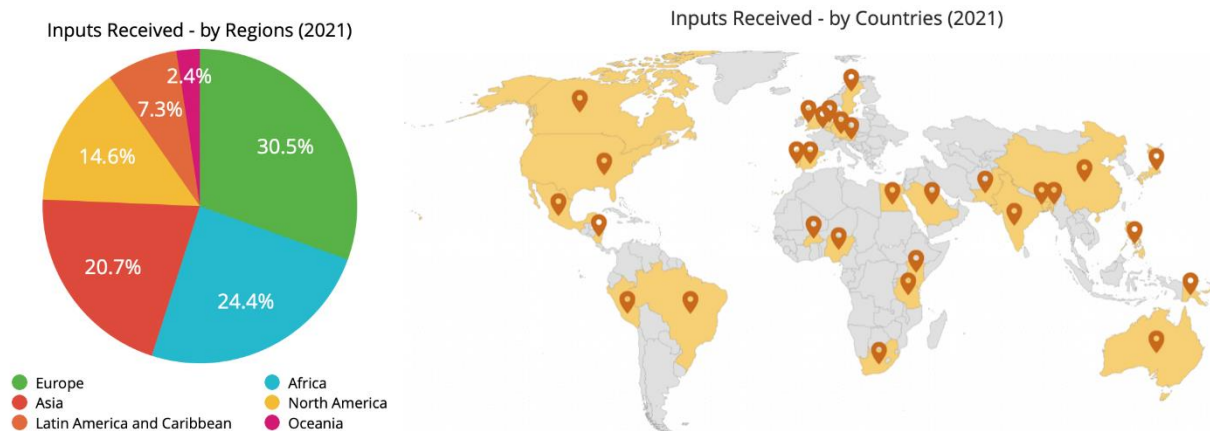 Inputs Received - by Regions (2021)
2.4%
7.3%
30.5%
14.6%
20.7%
24.4%
Europe
Africa
Asia
North America
Latin America and Caribbean
Oceania
Inputs Received - by Countries (2021)